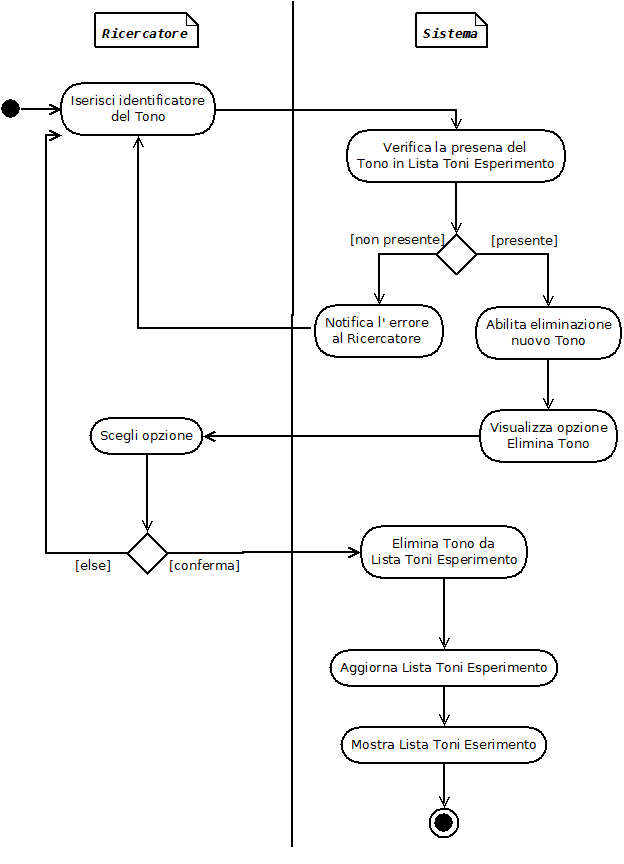 Ricercatore
Sistema
Iserisci identificatore
del Tono
Verifica la presena del
Tono in Lista Toni Esperimento
[non presente]
[presente]
Notifica l' errore
al Ricercatore
Abilita eliminazione
nuovo Tono
Scegli opzione
Visualizza opzione
Elimina Tono
[else]
[conferma]
Elimina Tono da
Lista Toni Esperimento
Aggiorna Lista Toni Esperimento
Mostra Lista Toni Eserimento